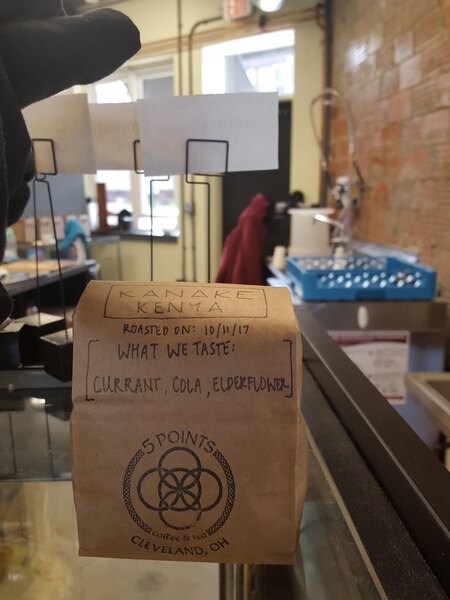 KANAKE
KENYA
ROASTED ON: 10/11/17
WHAT WE TASTE:
CURRANT, COLA, ELDERFLOWER
5 POINTS
coffee & tea
CLEVELAND, OH